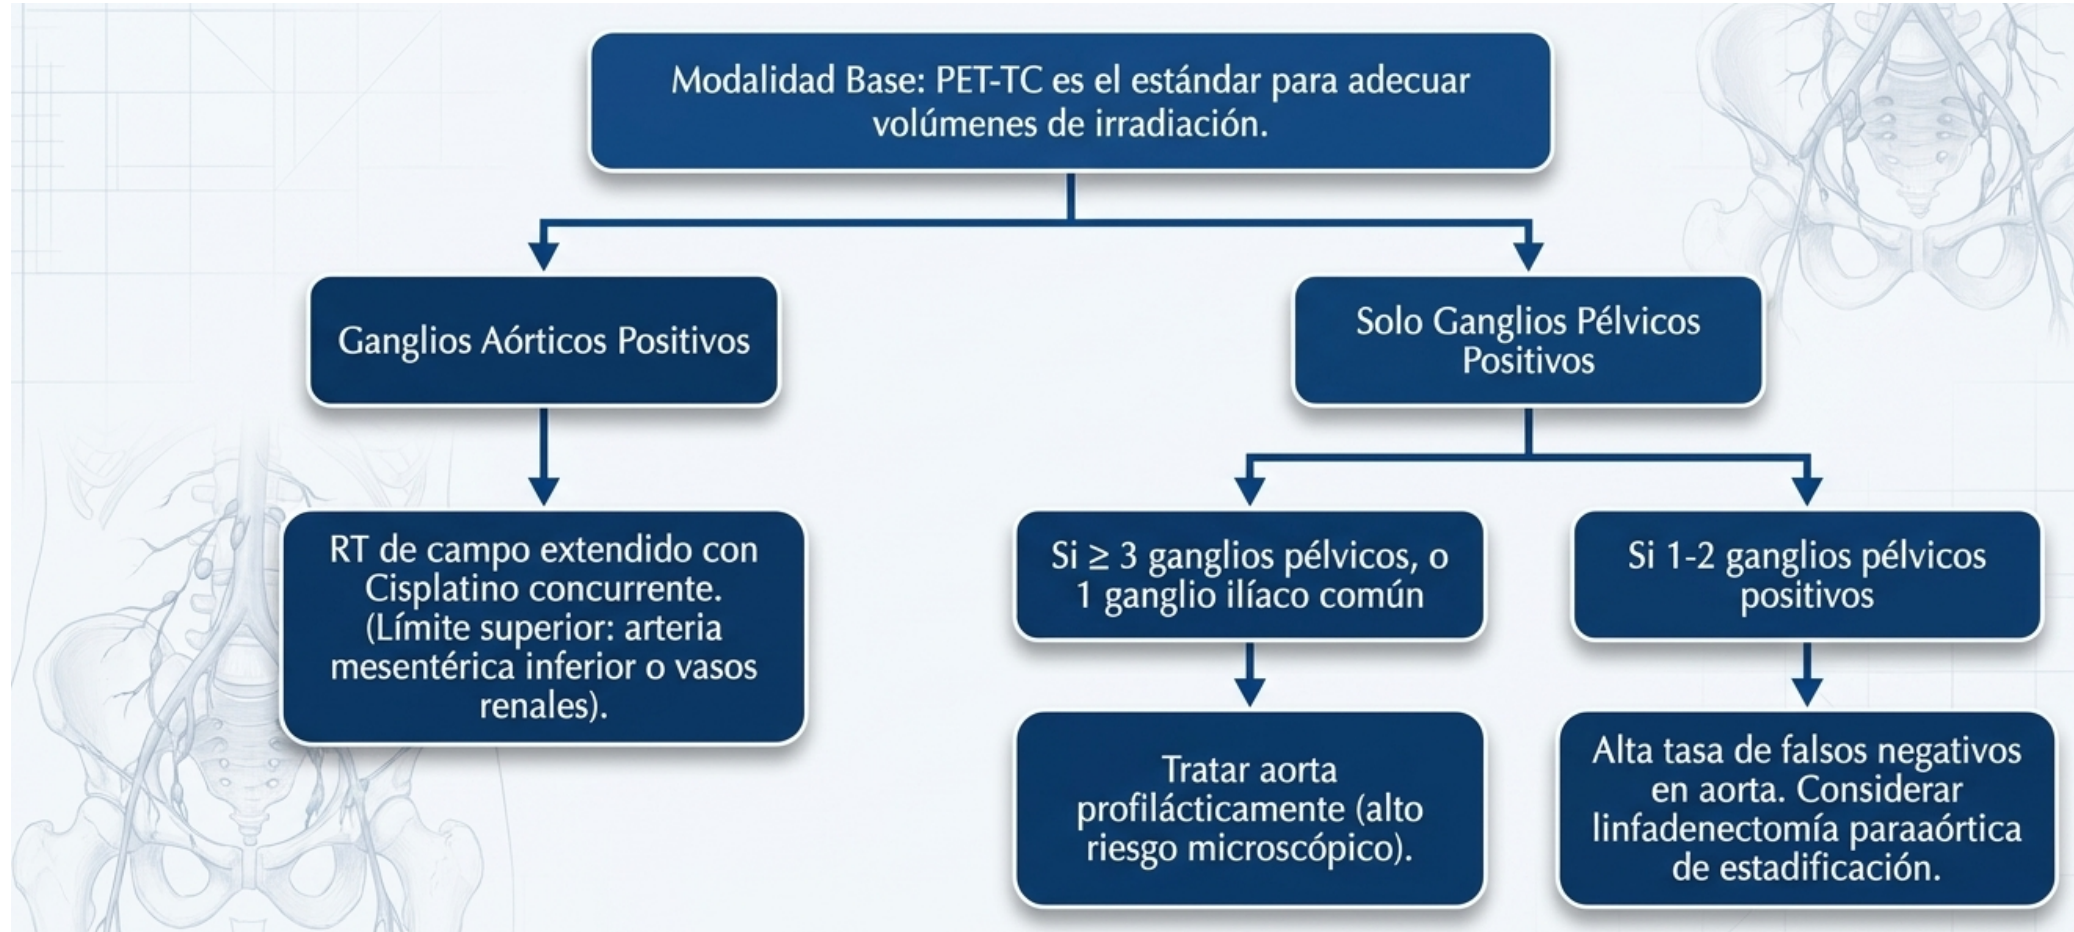 Modalidad Base: PET-TC es el estándar para adecuar
volúmenes de irradiación.
Ganglios Aórticos Positivos
Solo Ganglios Pélvicos
Positivos
RT de campo extendido con
Cisplatino concurrente.
(Límite superior: arteria
mesentérica inferior o vasos
renales).
Si ≥ 3 ganglios pélvicos, o
1 ganglio ilíaco común
Si 1-2 ganglios pélvicos
positivos
Tratar aorta
profilácticamente (alto
riesgo microscópico).
Alta tasa de falsos negativos
en aorta. Considerar
linfadenectomía paraaórtica
de estadificación.